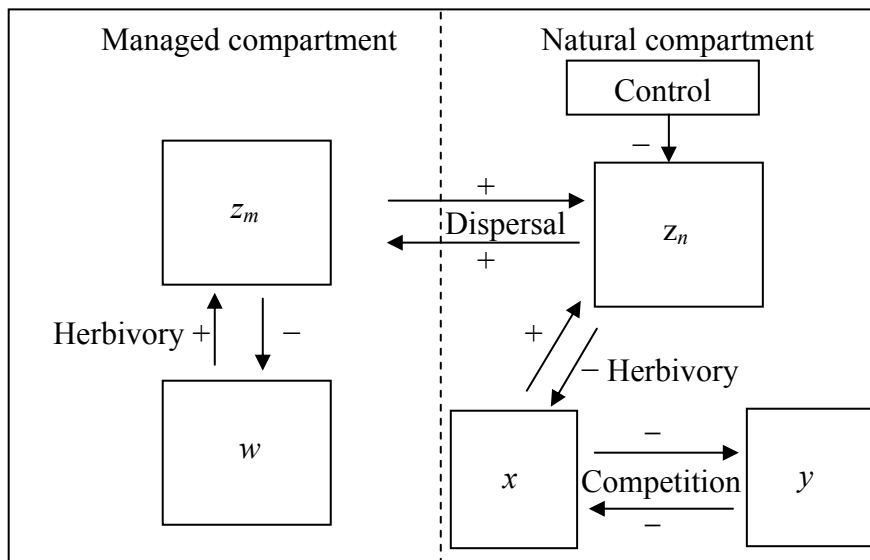 Managed compartment
Natural compartment
Control
−
z_m
+
Dispersal
+
z_n
Herbivory +
−
+
− Herbivory
w
x
−
Competition
−
y